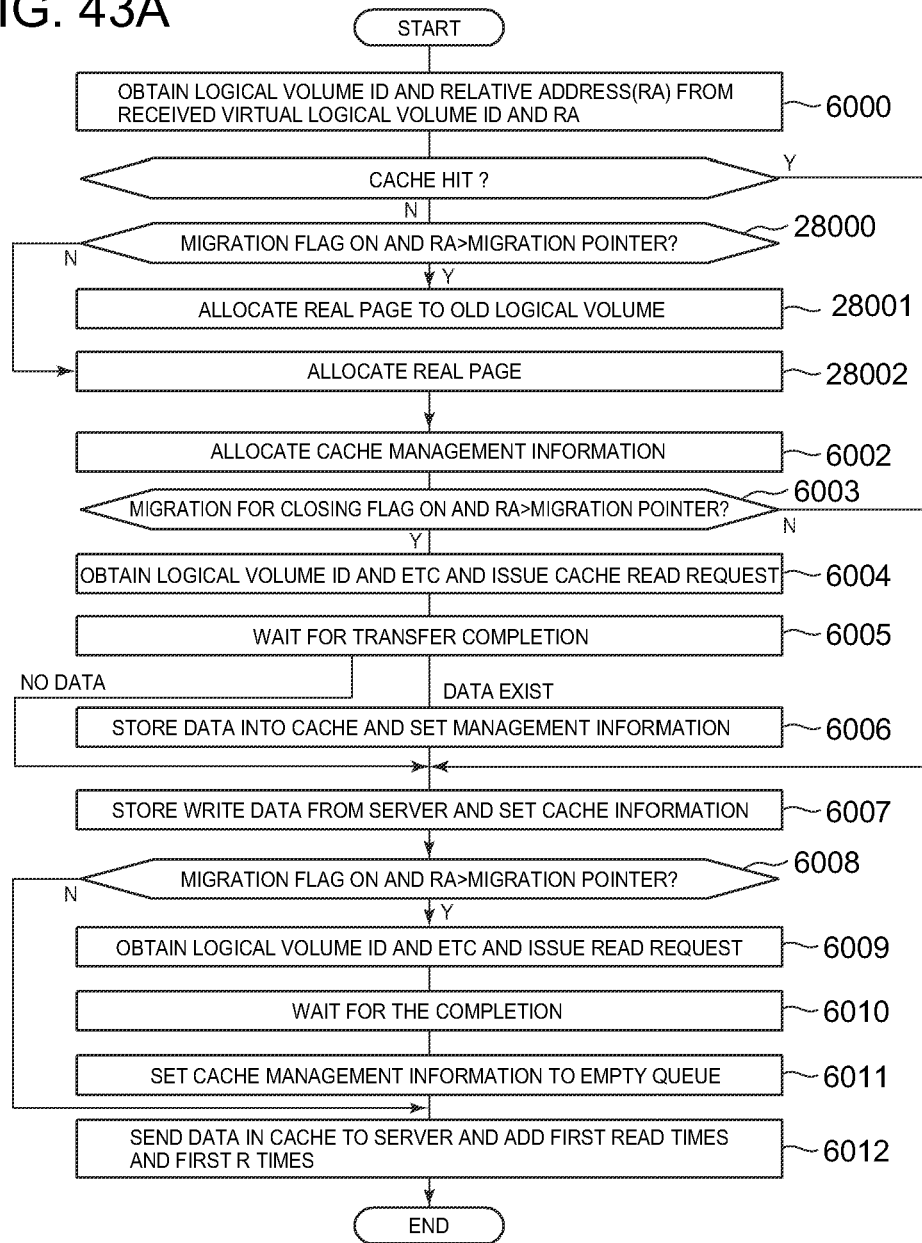 IG. 43A
START
OBTAIN LOGICAL VOLUME ID AND RELATIVE ADDRESS(RA) FROM
RECEIVED VIRTUAL LOGICAL VOLUME ID AND RA
6000
CACHE HIT ?
Y
N
28000
MIGRATION FLAG ON AND RA>MIGRATION POINTER?
N
Y
ALLOCATE REAL PAGE TO OLD LOGICAL VOLUME
28001
ALLOCATE REAL PAGE
28002
ALLOCATE CACHE MANAGEMENT INFORMATION
6002
6003
MIGRATION FOR CLOSING FLAG ON AND RA>MIGRATION POINTER?
N
Y
OBTAIN LOGICAL VOLUME ID AND ETC AND ISSUE CACHE READ REQUEST
6004
WAIT FOR TRANSFER COMPLETION
6005
NO DATA
DATA EXIST
STORE DATA INTO CACHE AND SET MANAGEMENT INFORMATION
6006
STORE WRITE DATA FROM SERVER AND SET CACHE INFORMATION
6007
6008
MIGRATION FLAG ON AND RA>MIGRATION POINTER?
N
Y
OBTAIN LOGICAL VOLUME ID AND ETC AND ISSUE READ REQUEST
6009
WAIT FOR THE COMPLETION
6010
SET CACHE MANAGEMENT INFORMATION TO EMPTY QUEUE
6011
SEND DATA IN CACHE TO SERVER AND ADD FIRST READ TIMES
AND FIRST R TIMES
6012
END